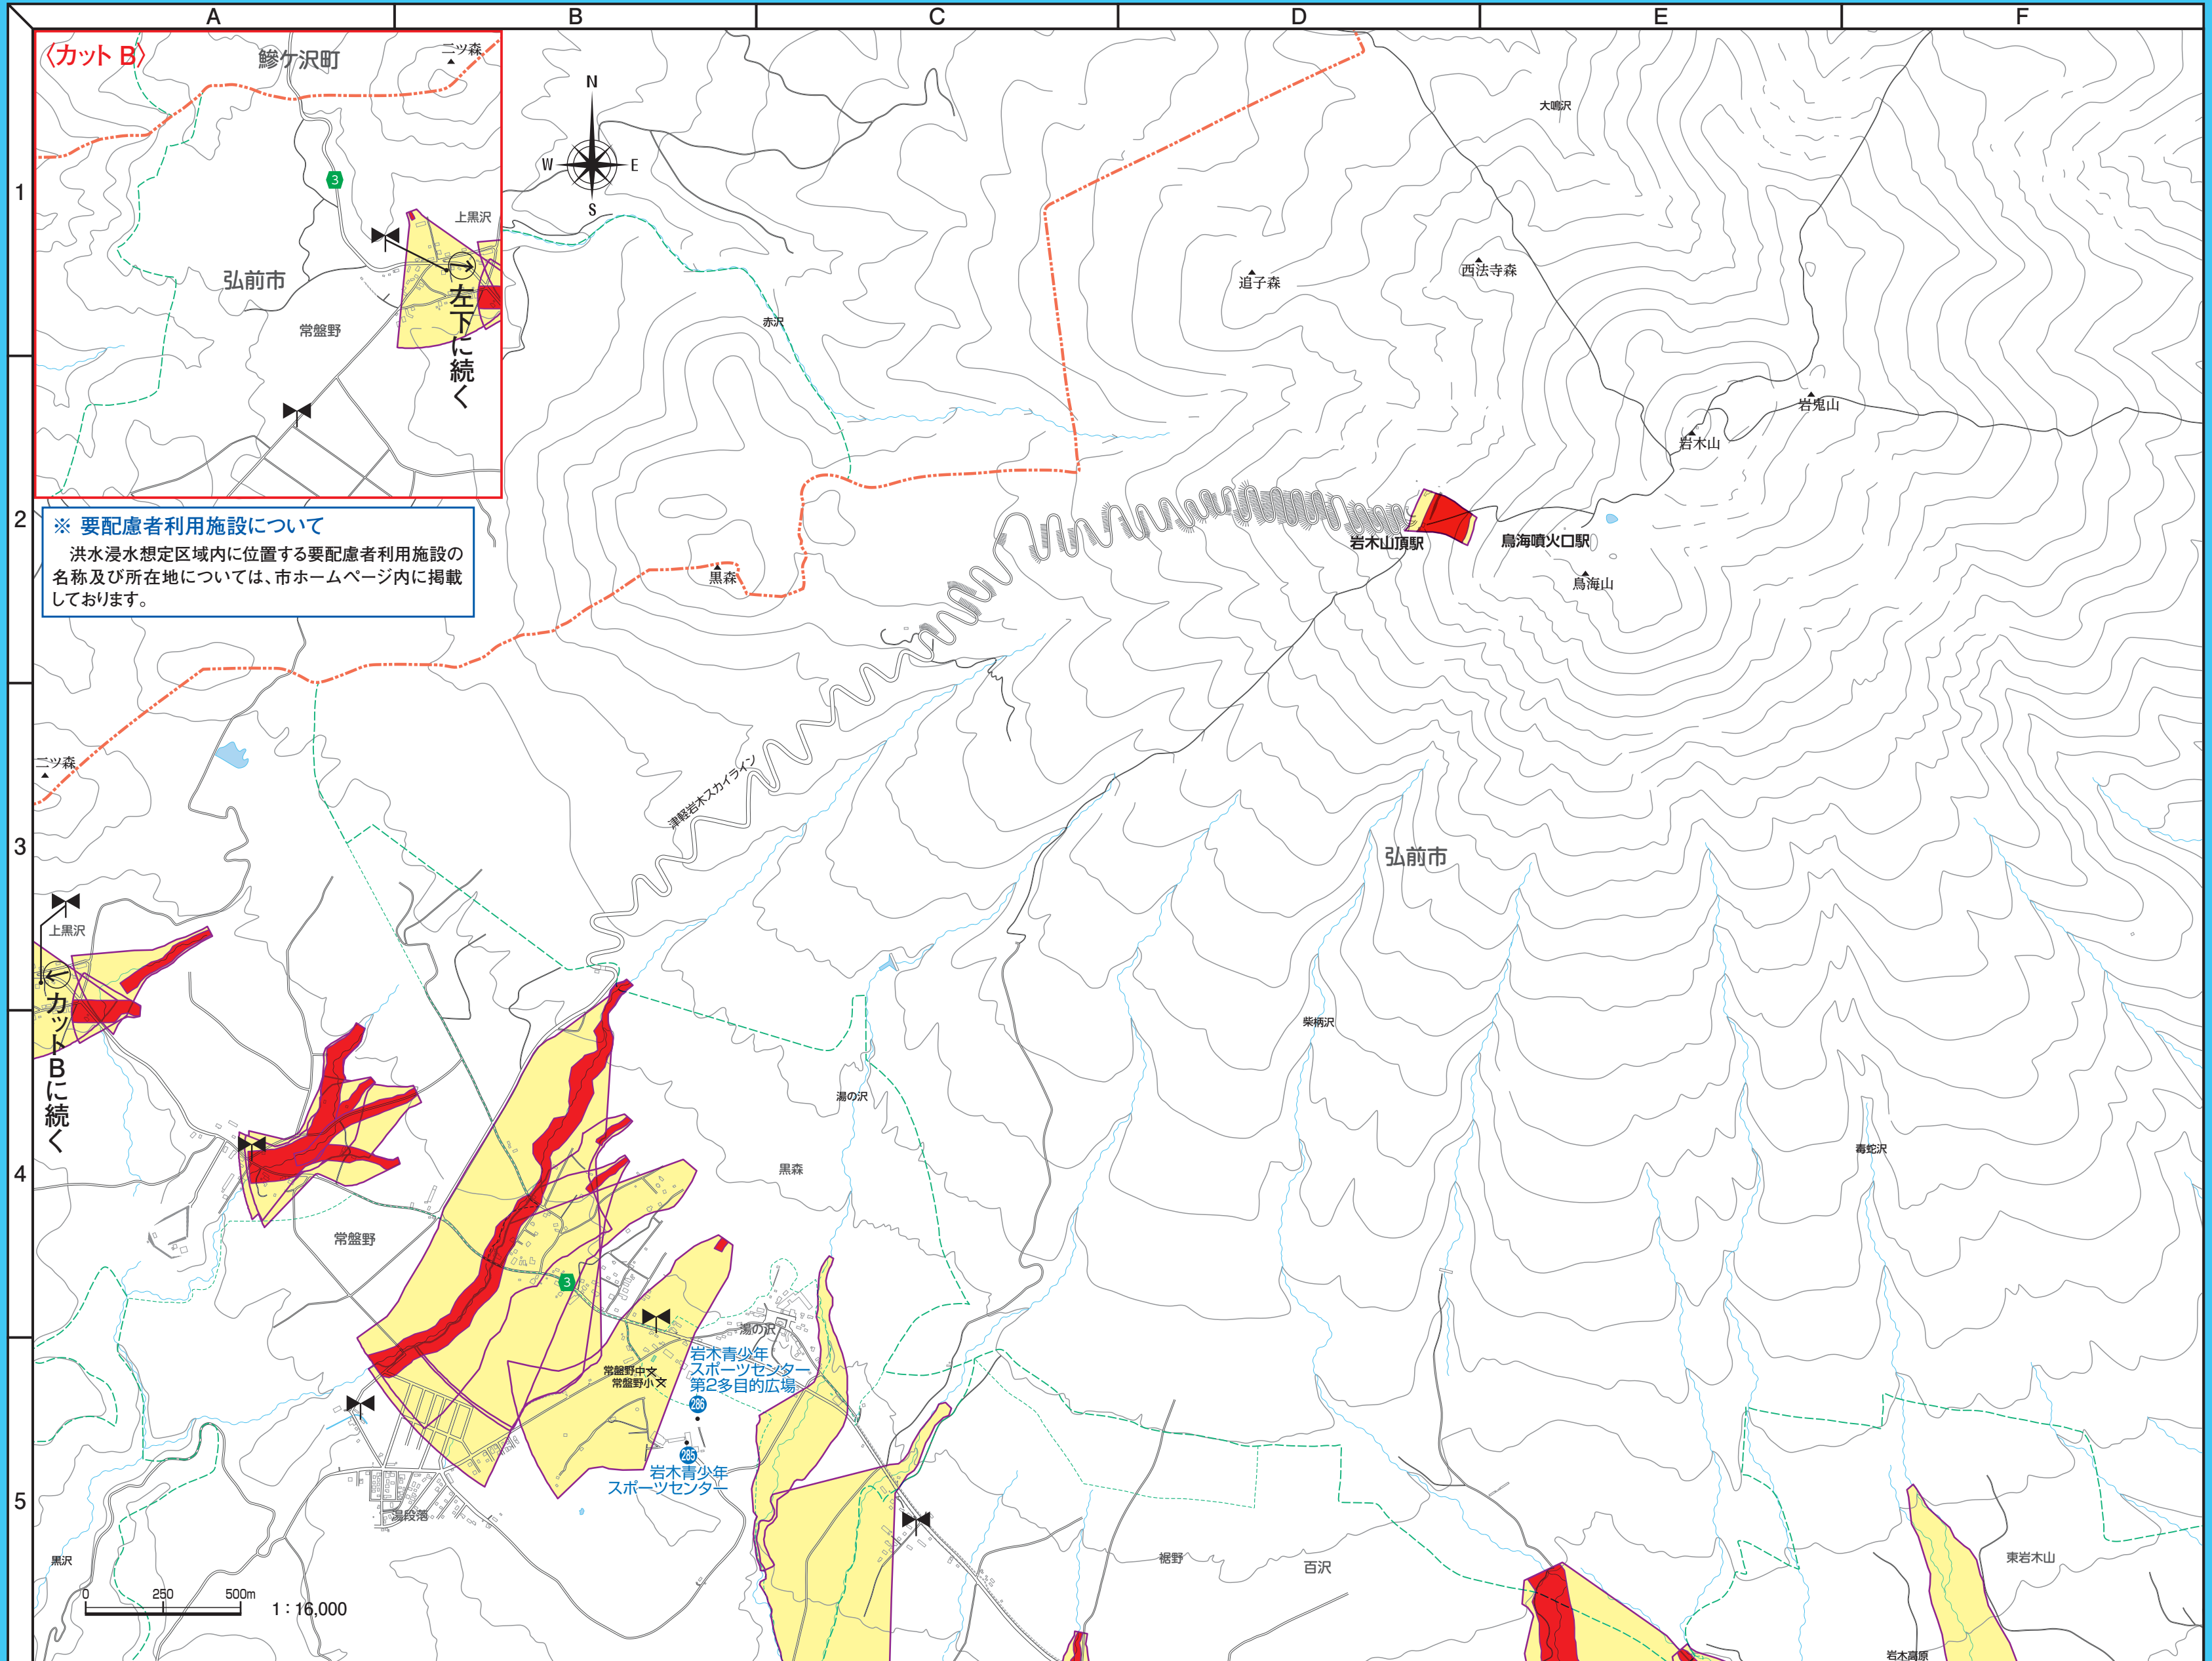 A
B
C
D
E
F
1
2
3
4
5
〈カット B〉
鰺ケ沢町
二ツ森
3
上黒沢
弘前市
常盤野
左下に続く
N
W
E
S
※ 要配慮者利用施設について
洪水浸水想定区域内に位置する要配慮者利用施設の
名称及び所在地については、市ホームページ内に掲載
しております。
大鳴沢
追子森
西法寺森
赤沢
岩鬼山
岩木山
岩木山頂駅
鳥海噴火口駅
鳥海山
黒森
二ツ森
津軽岩木スカイライン
弘前市
上黒沢
カットBに続く
柴柄沢
湯の沢
毒蛇沢
黒森
常盤野
3
湯の沢
常盤野中
常盤野小
岩木青少年
スポーツセンター
第2多目的広場
286
285
岩木青少年
スポーツセンター
湯段落
黒沢
裾野
百沢
東岩木山
岩木高原
0
250
500m
1:16,000